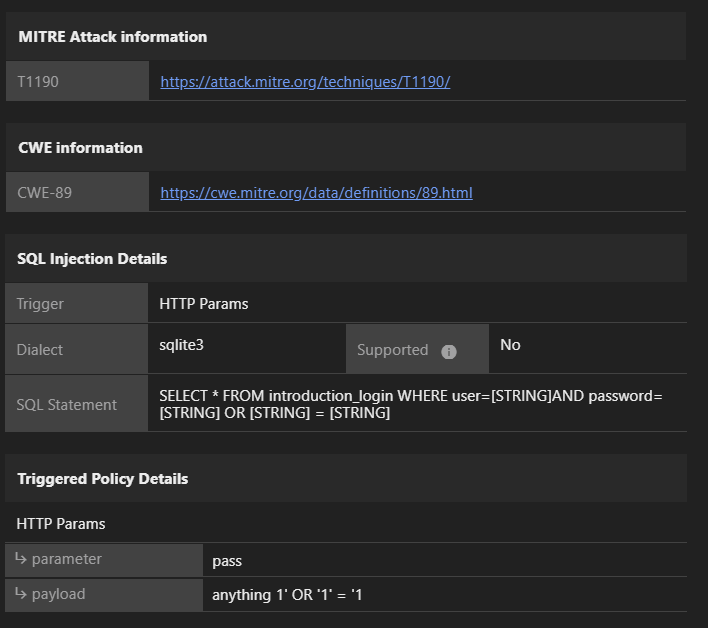 MITRE Attack information
T1190 https://attack.mitre.org/techniques/T1190/
CWE information
CWE-89 https://cwe.mitre.org/data/definitions/89.html
SQL Injection Details
Trigger HTTP Params
Dialect sqlite3 Supported No
SQL Statement SELECT * FROM introduction_login WHERE user=[STRING]AND password=
[STRING] OR [STRING] = [STRING]
Triggered Policy Details
HTTP Params
↳ parameter pass
↳ payload anything 1' OR '1' = '1